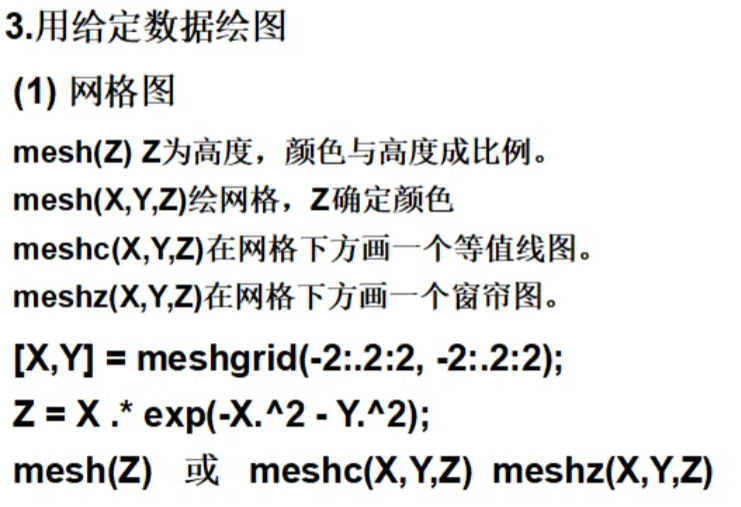 3.用给定数据绘图
(1) 网格图
mesh(Z) Z为高度，颜色与高度成比例。
mesh(X,Y,Z)绘网格，Z确定颜色
meshc(X,Y,Z)在网格下方画一个等值线图。
meshz(X,Y,Z)在网格下方画一个窗帘图。
[X,Y] = meshgrid(-2:.2:2, -2:.2:2);
Z = X .* exp(-X.^2 - Y.^2);
mesh(Z) 或 meshc(X,Y,Z) meshz(X,Y,Z)